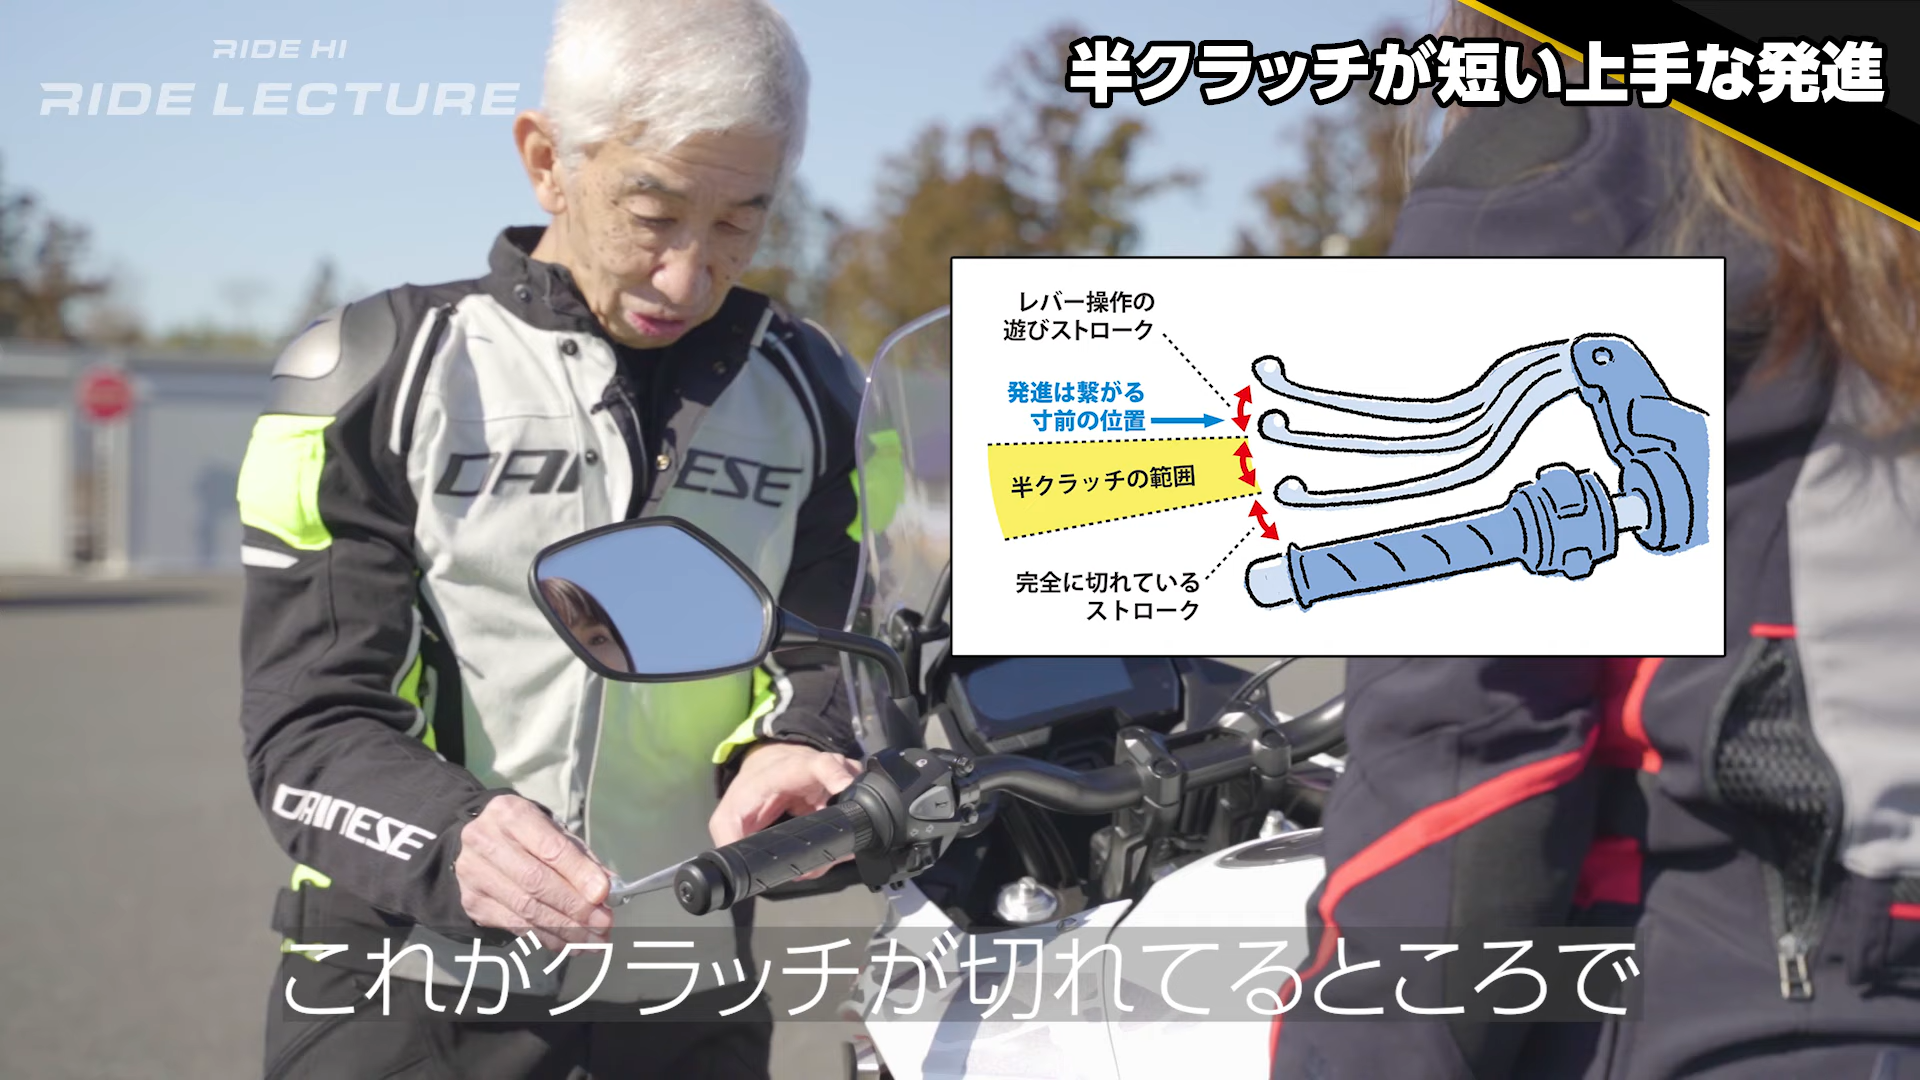 RIDE HI
RIDE LECTURE
半クラッチが短い上手な発進
レバー操作の
遊びストローク
発進は繋がる
寸前の位置
半クラッチの範囲
完全に切れている
ストローク
DAINESE
DAINESE
これがクラッチが切れてるところで